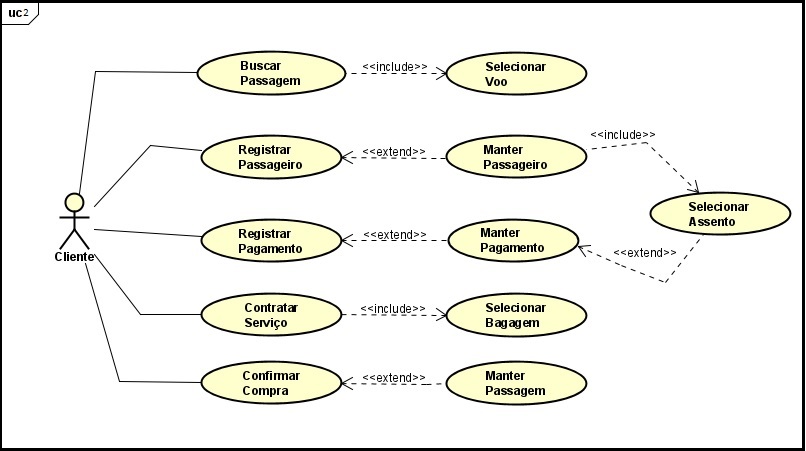 uc2
Buscar
Passagem
<<include>>
Selecionar
Voo
Registrar
Passageiro
<<extend>>
Manter
Passageiro
<<include>>
Selecionar
Assento
Registrar
Pagamento
<<extend>>
Manter
Pagamento
<<extend>>
Cliente
Contratar
Serviço
<<include>>
Selecionar
Bagagem
Confirmar
Compra
<<extend>>
Manter
Passagem